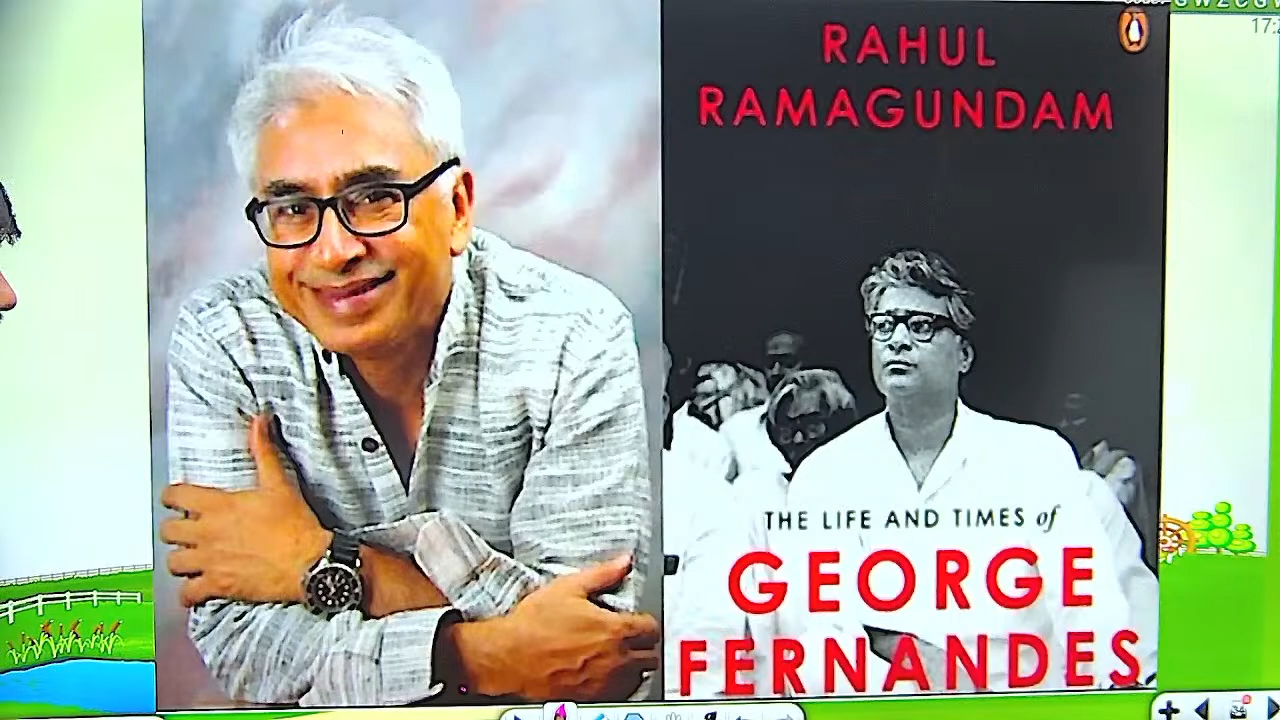 RAHUL
RAMAGUNDAM
THE LIFE AND TIMES of
GEORGE
FERNANDES